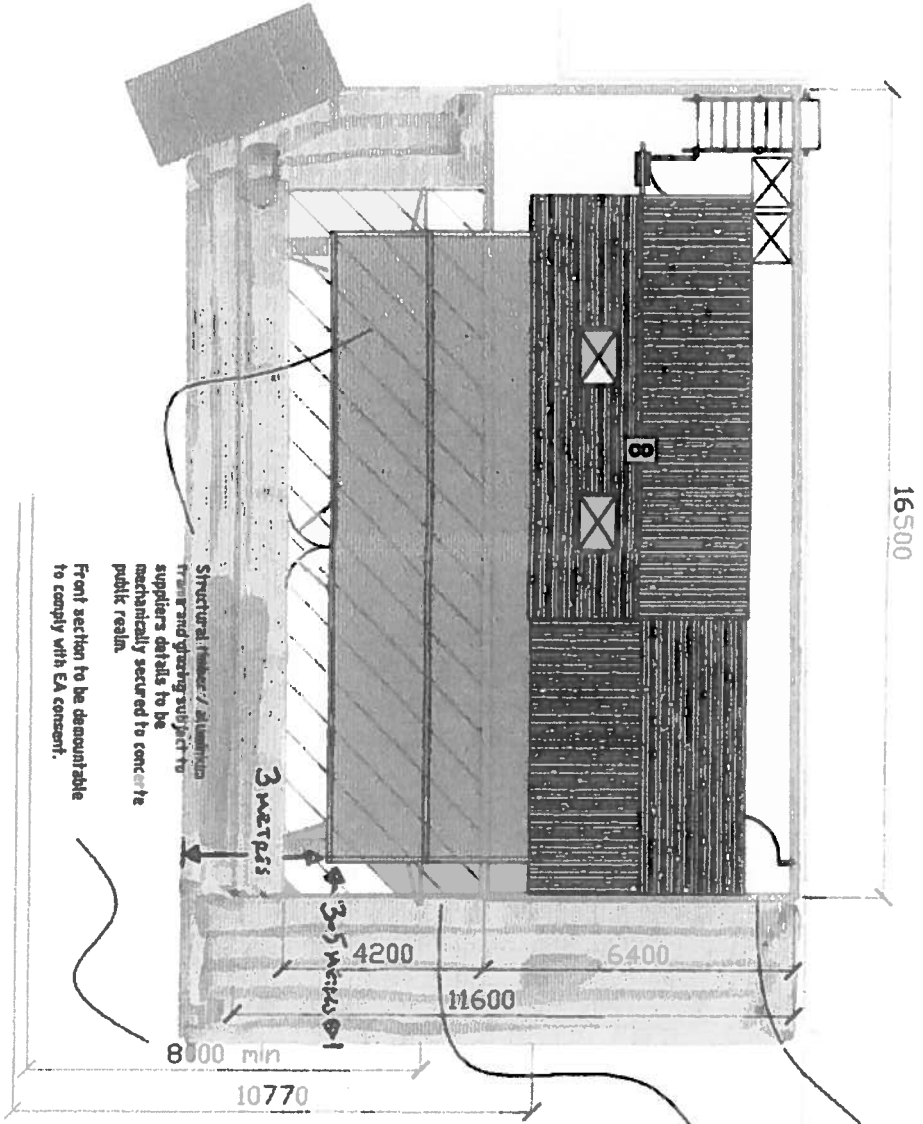 16500
8
Structural timber / aluminium
frame and glazing subject to
suppliers details to be
mechanically secured to concrete
public realm.
Front section to be demountable
to comply with EA consent.
3 metres
3.5 metres
4200
6400
11600
8000 min
10770